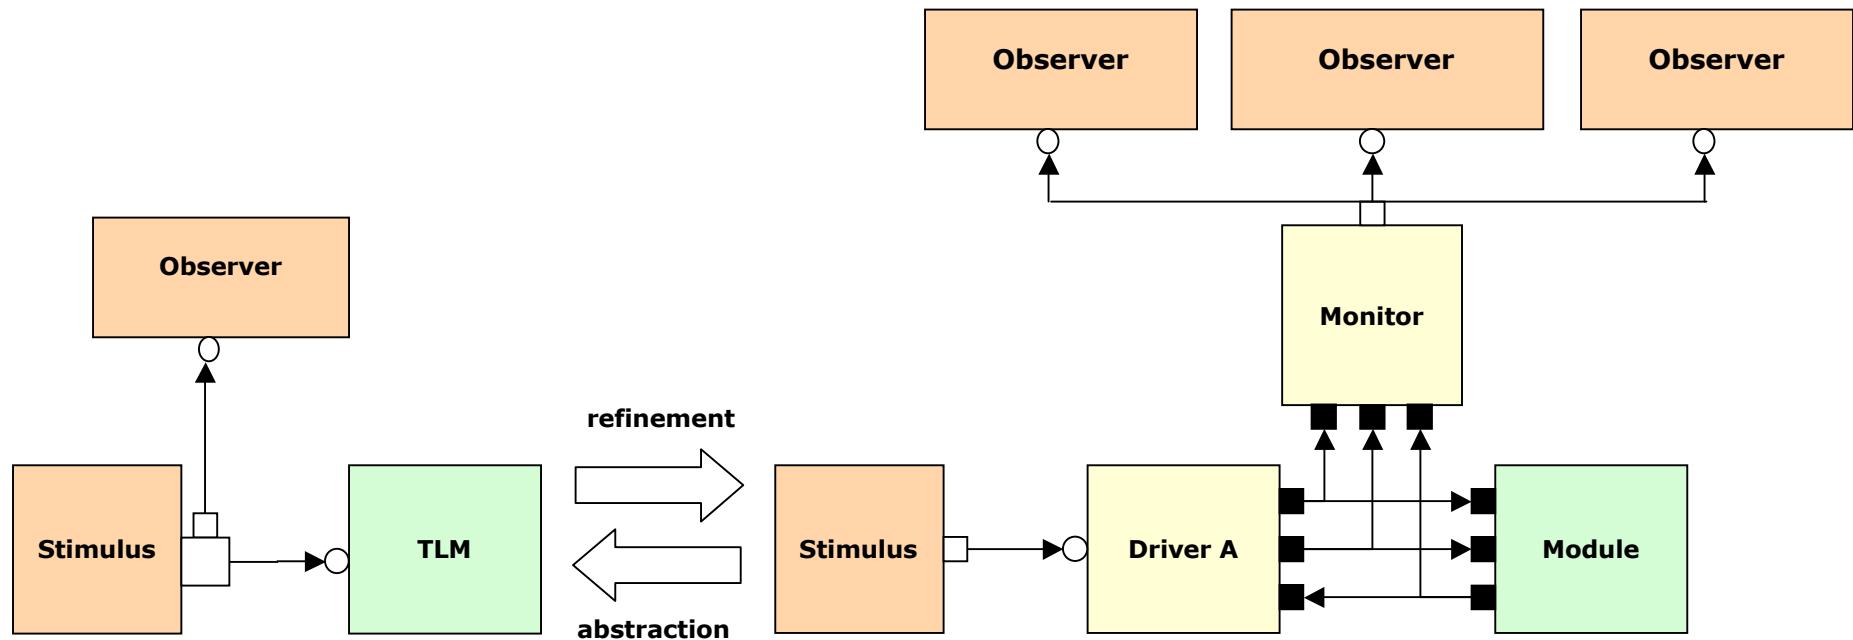 Observer
Observer
Observer
Observer
Monitor
refinement
Stimulus
TLM
Stimulus
Driver A
Module
abstraction